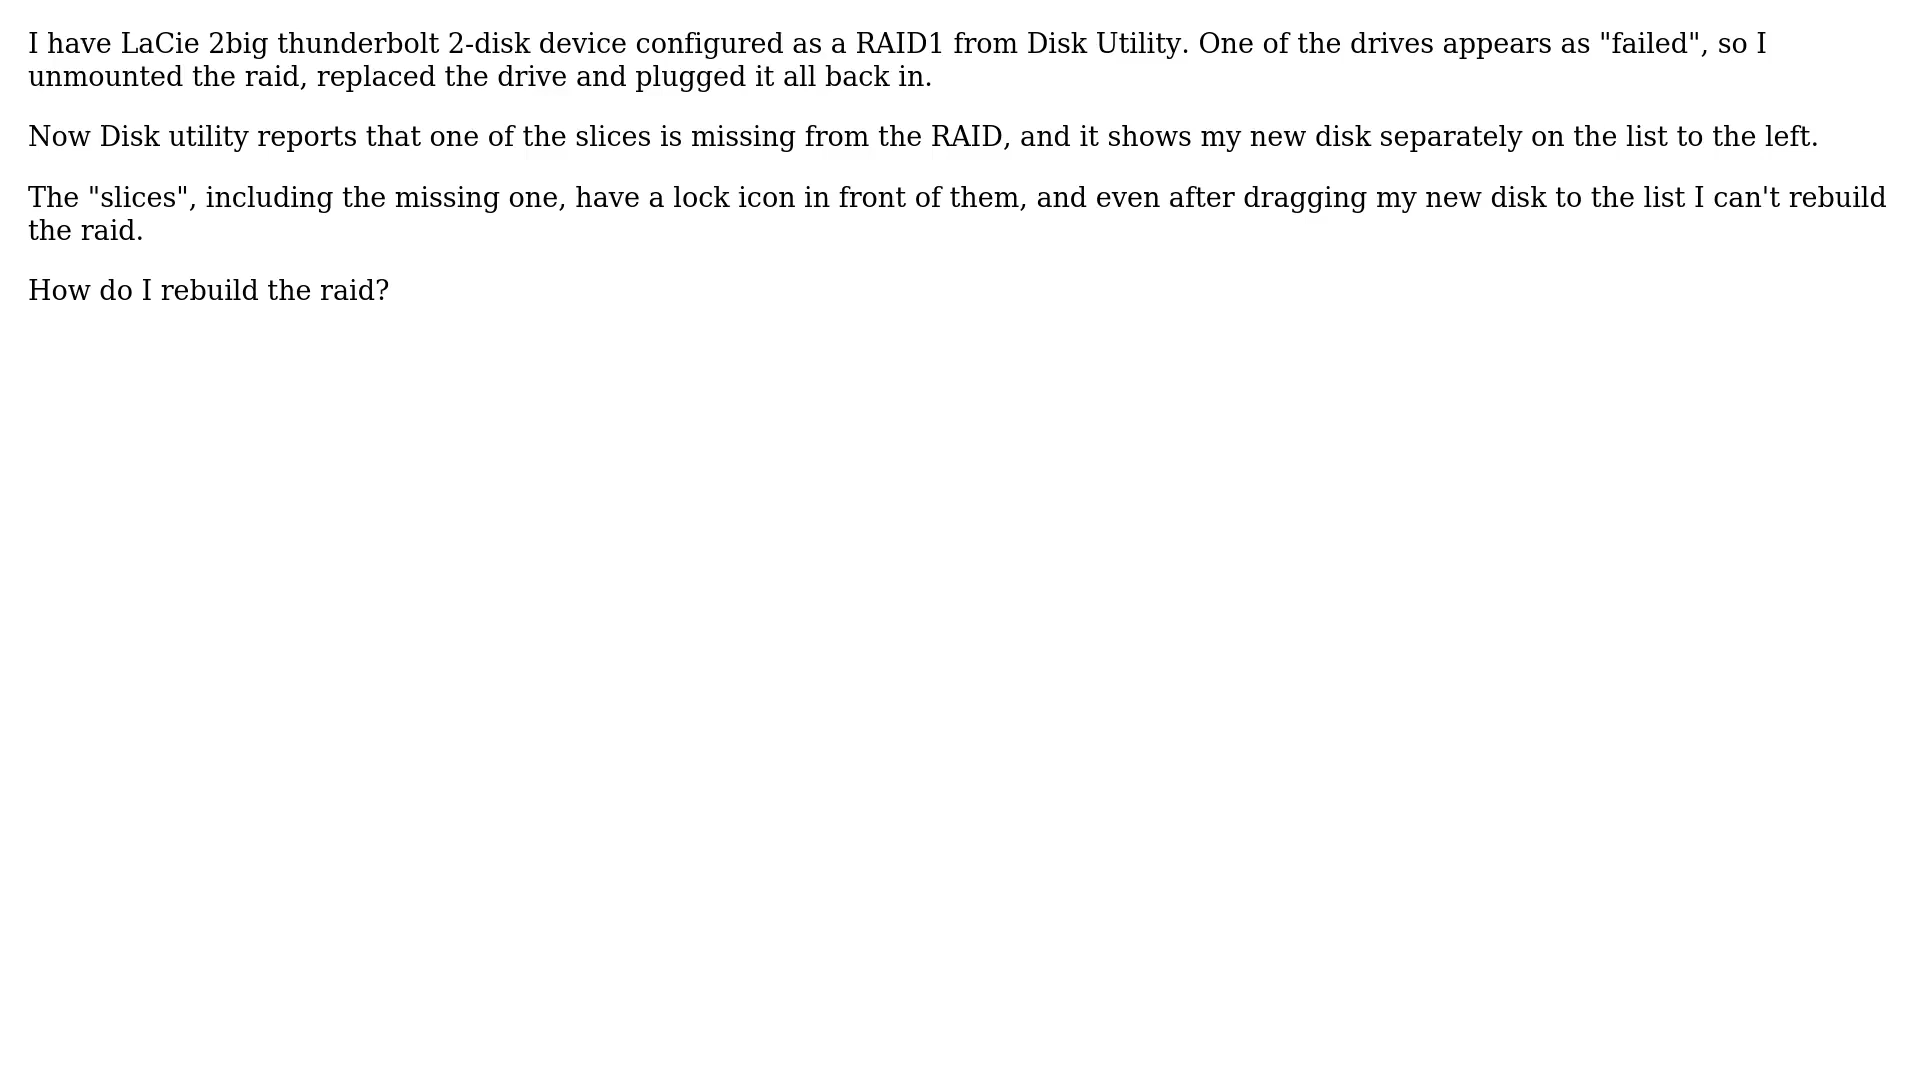 I have LaCie 2big thunderbolt 2-disk device configured as a RAID1 from Disk Utility. One of the drives appears as "failed", so I
unmounted the raid, replaced the drive and plugged it all back in.
Now Disk utility reports that one of the slices is missing from the RAID, and it shows my new disk separately on the list to the left.
The "slices", including the missing one, have a lock icon in front of them, and even after dragging my new disk to the list I can't rebuild
the raid.
How do I rebuild the raid?